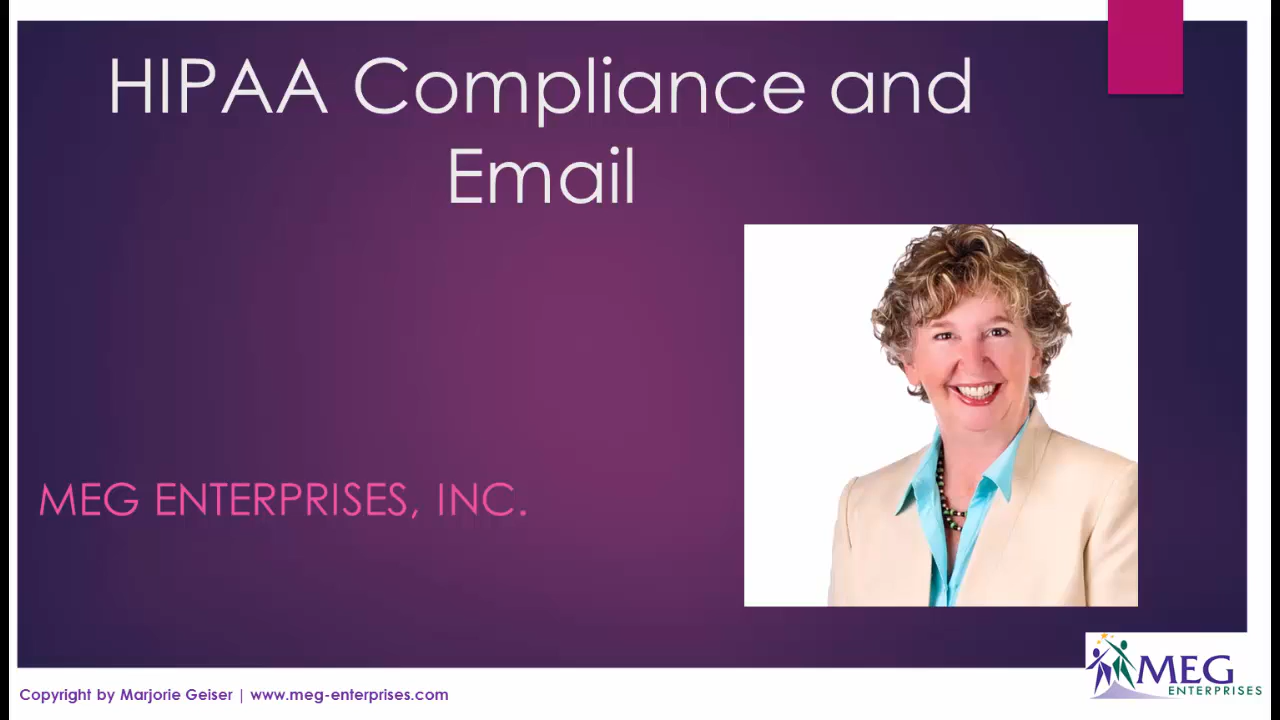 HIPAA Compliance and
Email
MEG ENTERPRISES, INC.
Copyright by Marjorie Geiser | www.meg-enterprises.com
MEG
ENTERPRISES